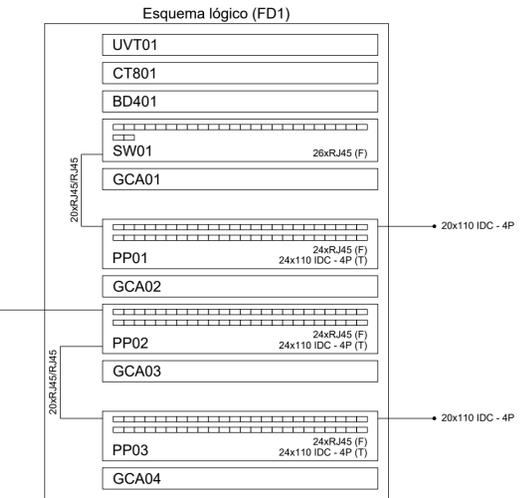 Esquema lógico (FD1)
UVT01
CT801
BD401
SW01
26xRJ45 (F)
20xRJ45/RJ45
GCA01
20x110 IDC - 4P
24xRJ45 (F)
PP01
24x110 IDC - 4P (T)
GCA02
24xRJ45 (F)
PP02
24x110 IDC - 4P (T)
20xRJ45/RJ45
GCA03
20x110 IDC - 4P
24xRJ45 (F)
PP03
24x110 IDC - 4P (T)
GCA04